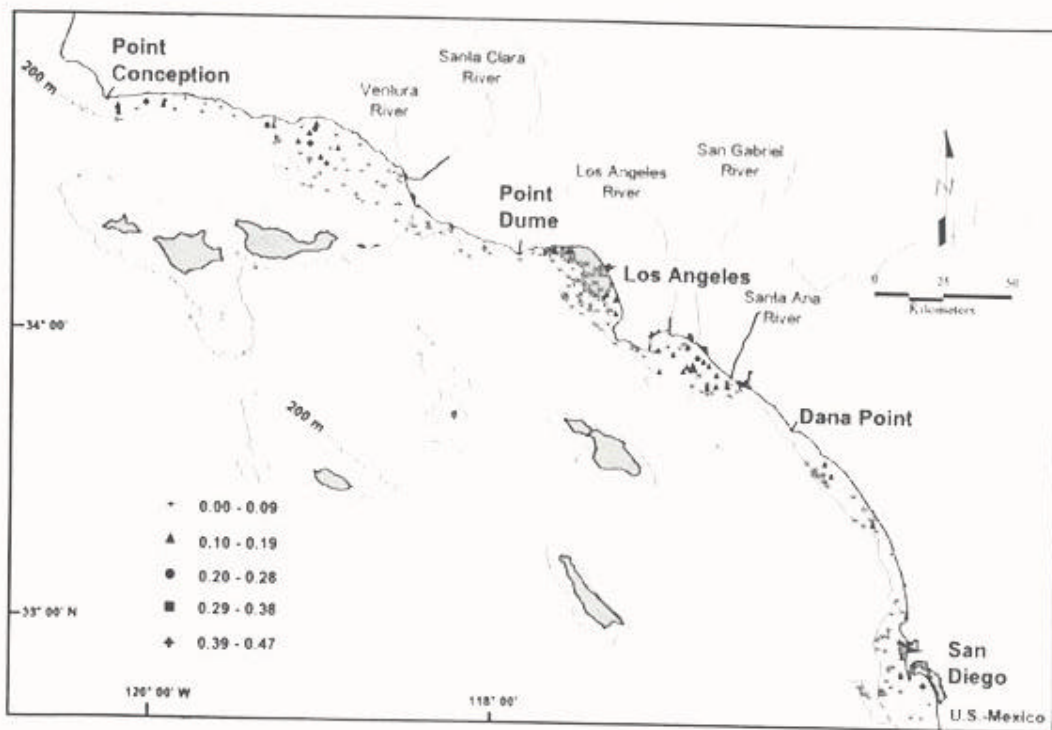 Point
Conception
200 m
Santa Clara
River
Ventura
River
San Gabriel
River
Los Angeles
River
Point
Dume
N
Los Angeles
0 25 50
Kilometers
Santa Ana
River
34° 00'
200 m
Dana Point
0.00 - 0.09
0.10 - 0.19
0.20 - 0.28
0.29 - 0.38
0.39 - 0.47
33° 00' N
San
Diego
120° 00' W
118° 00'
U.S.-Mexico